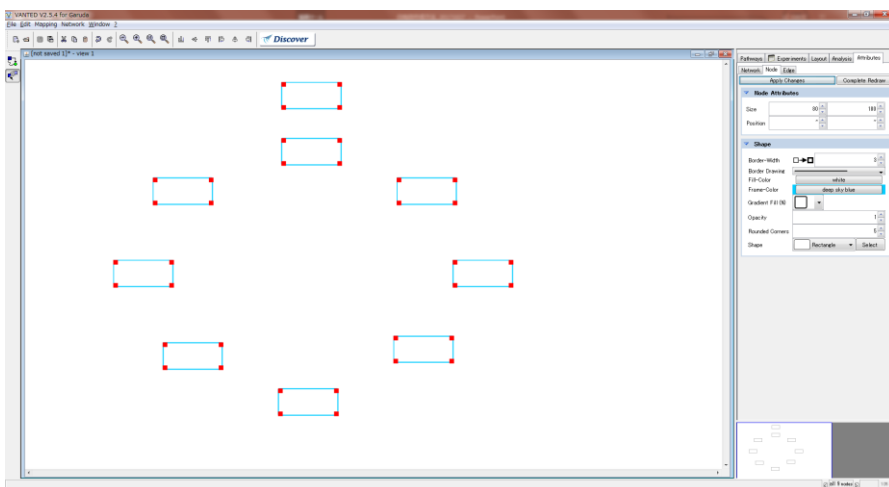 VANTED V2.5.4 for Garuda
File Edit Mapping Network Window ?
Discover
[not saved 1]* - view 1
Pathways Experiments Layout Analysis Attributes
Network Node Edge
Apply Changes Complete Redraw
Node Attributes
Size
Position
Shape
Border-Width 3
Border Drawing
Fill-Color white
Frame-Color deep sky blue
Gradient Fill
Opacity 1
Rounded Corners 5
Shape Rectangle Select